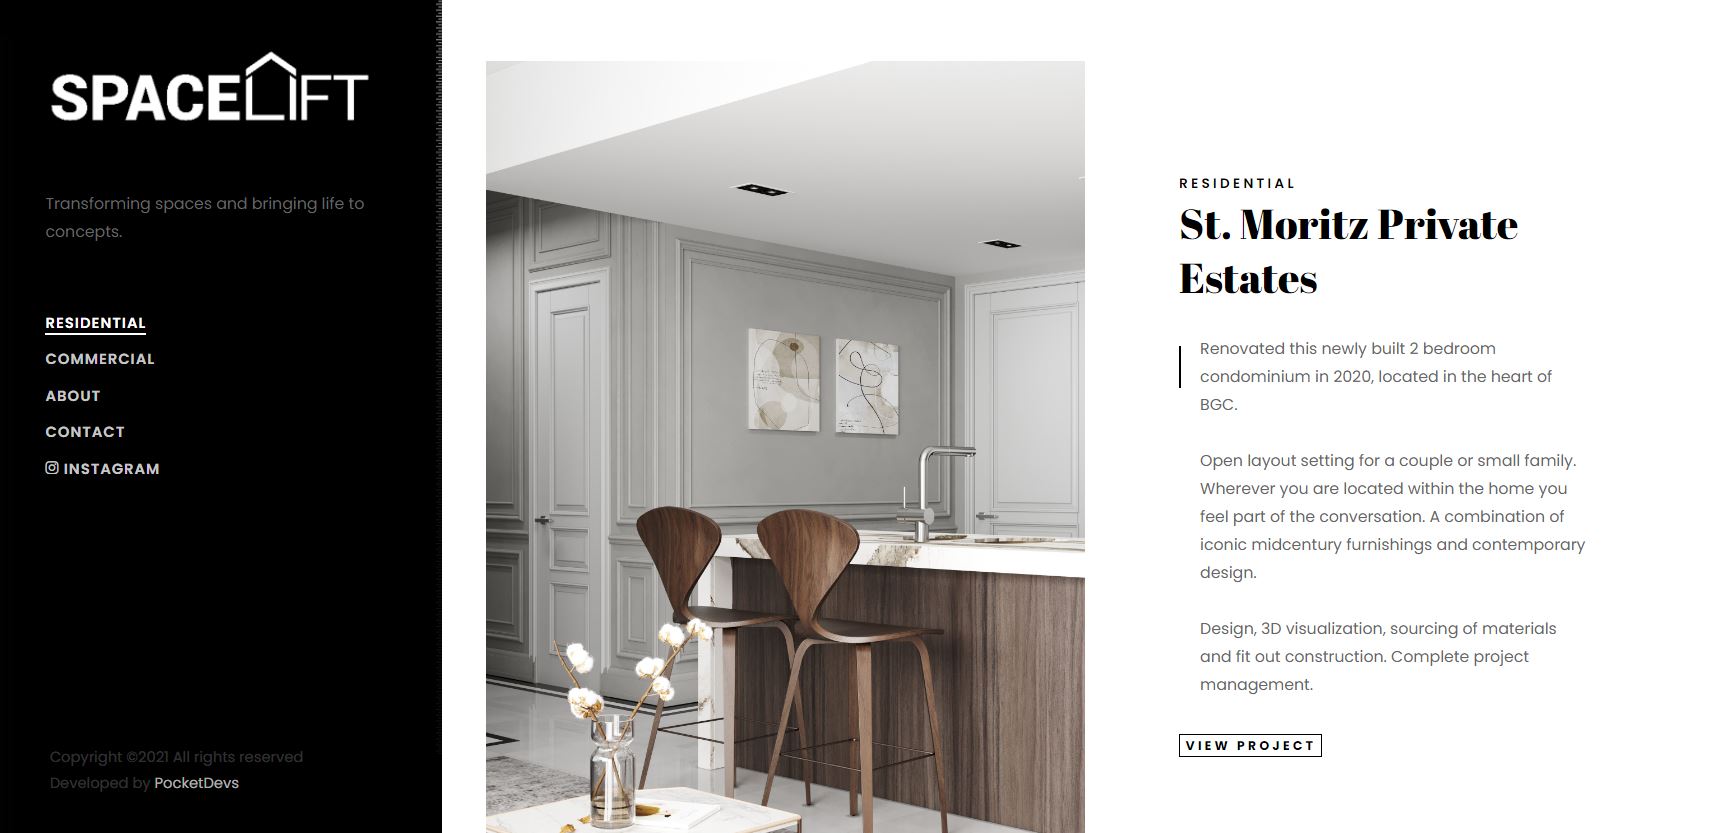 SPACELIFT
Transforming spaces and bringing life to
concepts.
RESIDENTIAL
COMMERCIAL
ABOUT
CONTACT
INSTAGRAM
Copyright ©2021 All rights reserved
Developed by PocketDevs
RESIDENTIAL
St. Moritz Private
Estates
Renovated this newly built 2 bedroom
condominium in 2020, located in the heart of
BGC.
Open layout setting for a couple or small family.
Wherever you are located within the home you
feel part of the conversation. A combination of
iconic midcentury furnishings and contemporary
design.
Design, 3D visualization, sourcing of materials
and fit out construction. Complete project
management.
VIEW PROJECT